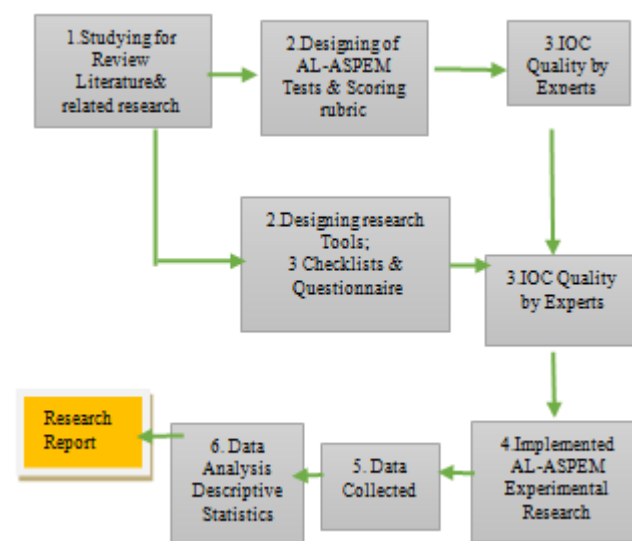 1.Studying for
Review
Literature&
related research
2.Designing of
AL-ASPEM
Tests & Scoring
rubric
3.IOC
Quality by
Experts
2.Designing research
Tools;
3 Checklists &
Questionnaire
3.IOC Quality
by Experts
Research
Report
6. Data
Analysis
Descriptive
Statistics
5. Data
Collected
4.Implemented
AL-ASPEM
Experimental
Research